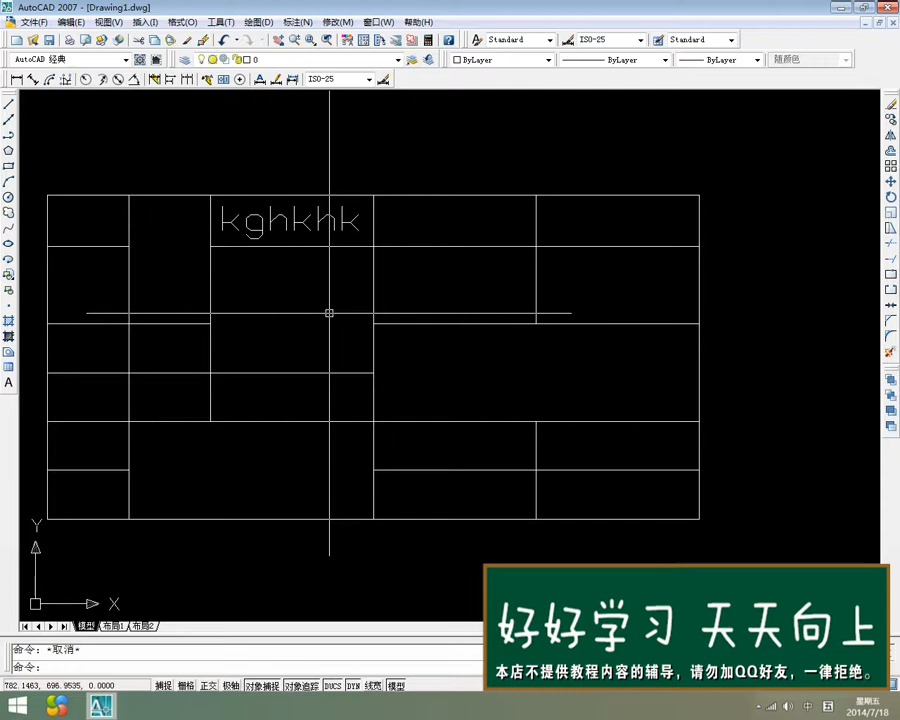 AutoCAD 2007 - [Drawing1.dwg]
文件(F) 编辑(E) 视图(V) 插入(I) 格式(O) 工具(T) 绘图(D) 标注(N) 修改(M) 窗口(W) 帮助(H)
Standard ISO-25 Standard
AutoCAD 经典 0 ByLayer ByLayer ByLayer 随颜色
ISO-25
A
kghkhk
Y
X
模型 布局1 布局2
命令: *取消*
命令:
782.1463, 696.9535, 0.0000 捕捉 栅格 正交 极轴 对象捕捉 对象追踪 DUCS DYN 线宽 模型
好好学习 天天向上
本店不提供教程内容的辅导，请勿加QQ好友，一律拒绝。
中
星期五
2014/7/18